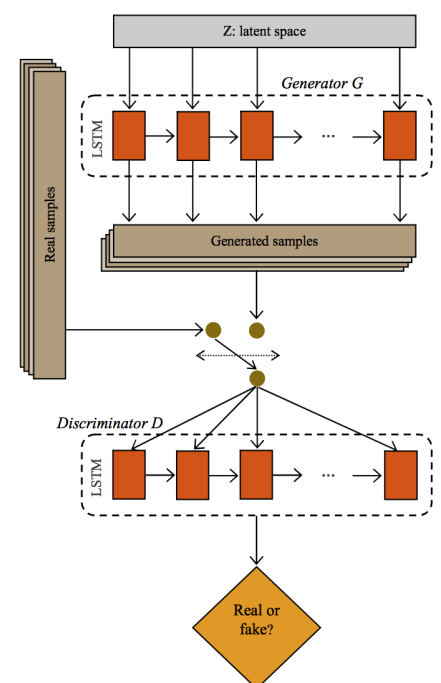 Z: latent space
Generator G
LSTM
...
Real samples
Generated samples
Discriminator D
LSTM
...
Real or
fake?